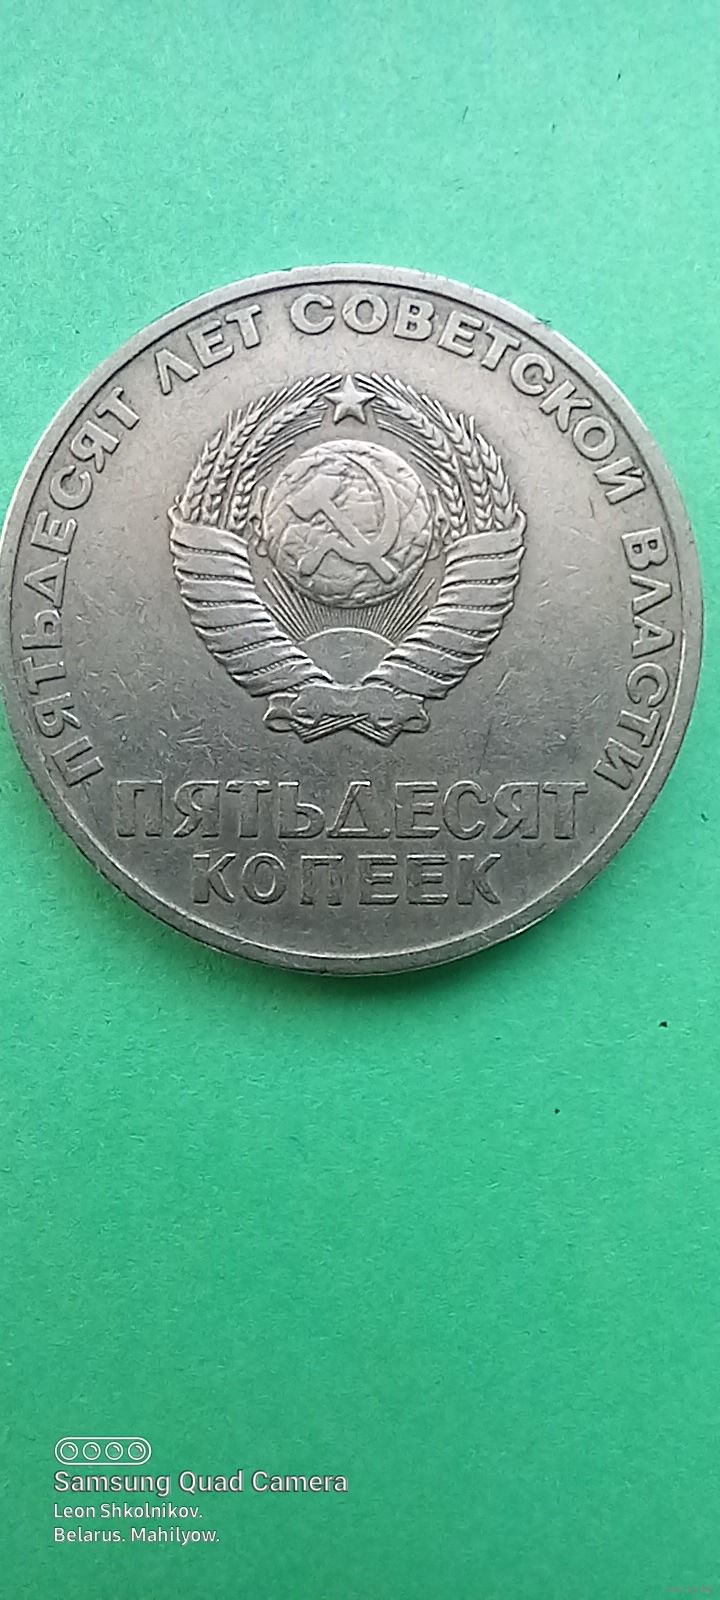 ПЯТЬДЕСЯТ ЛЕТ СОВЕТСКОЙ ВЛАСТИ
ПЯТЬДЕСЯТ
КОПЕЕК
Samsung Quad Camera
Leon Shkolnikov.
Belarus. Mahilyow.